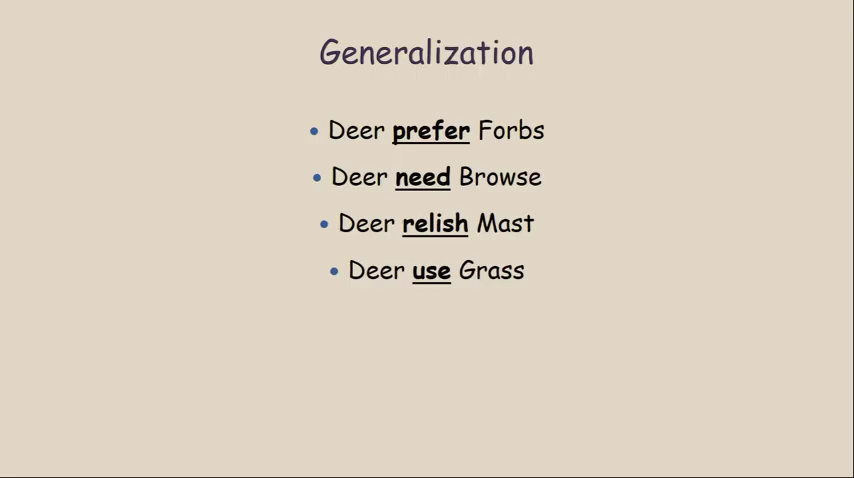 Generalization
• Deer prefer Forbs
• Deer need Browse
• Deer relish Mast
• Deer use Grass